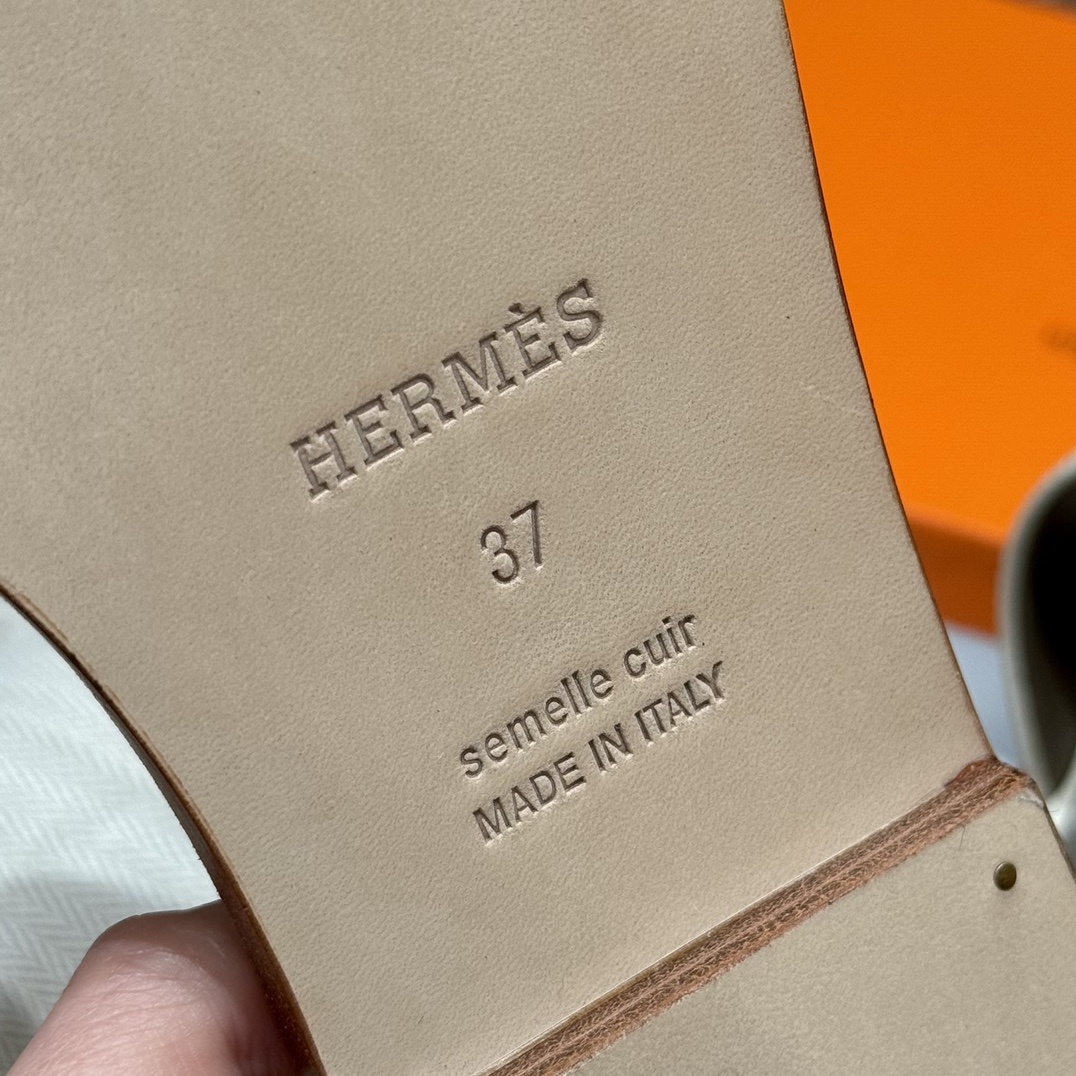 HERMÈS
37
semelle cuir
MADE IN ITALY